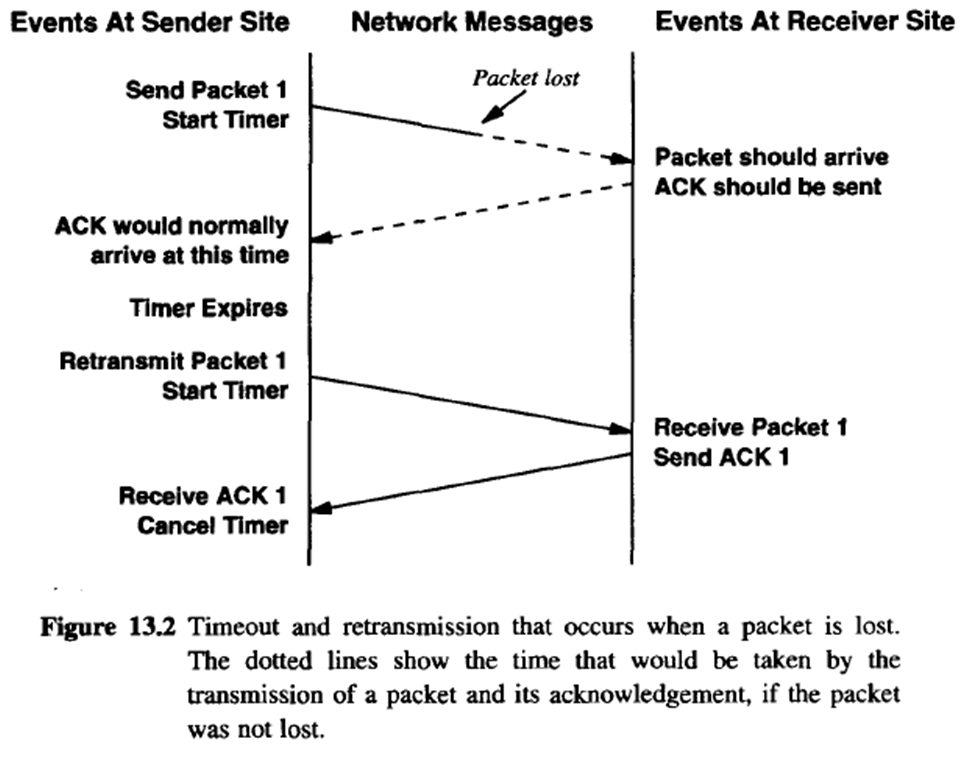 Events At Sender Site Network Messages Events At Receiver Site
Packet lost
Send Packet 1
Start Timer
Packet should arrive
ACK should be sent
ACK would normally
arrive at this time
Timer Expires
Retransmit Packet 1
Start Timer
Receive Packet 1
Send ACK 1
Receive ACK 1
Cancel Timer
Figure 13.2 Timeout and retransmission that occurs when a packet is lost.
The dotted lines show the time that would be taken by the
transmission of a packet and its acknowledgement, if the packet
was not lost.